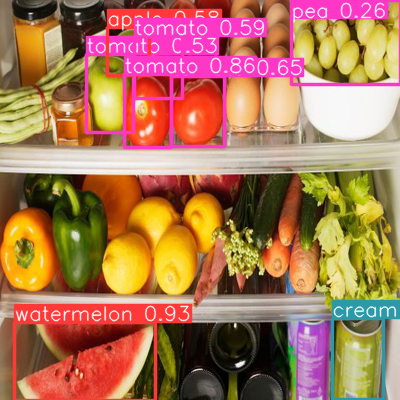 pea 0.26
apple 0.58
tomato 0.59
tomato 0.53
tomato 0.86
0.65
watermelon 0.93
cream